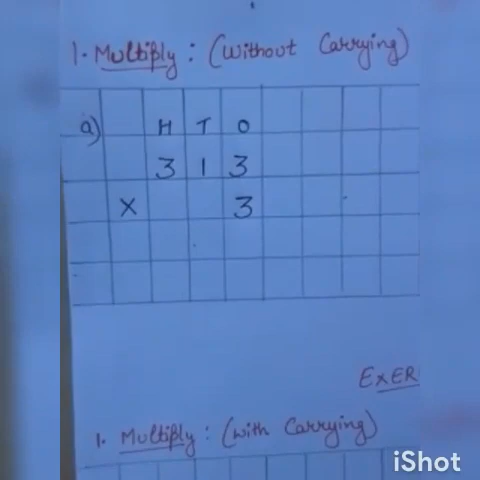 1. Multiply : (Without Carrying)
a) H T O
3 1 3
X 3
EXER
1. Multiply : (with Carrying)
iShot